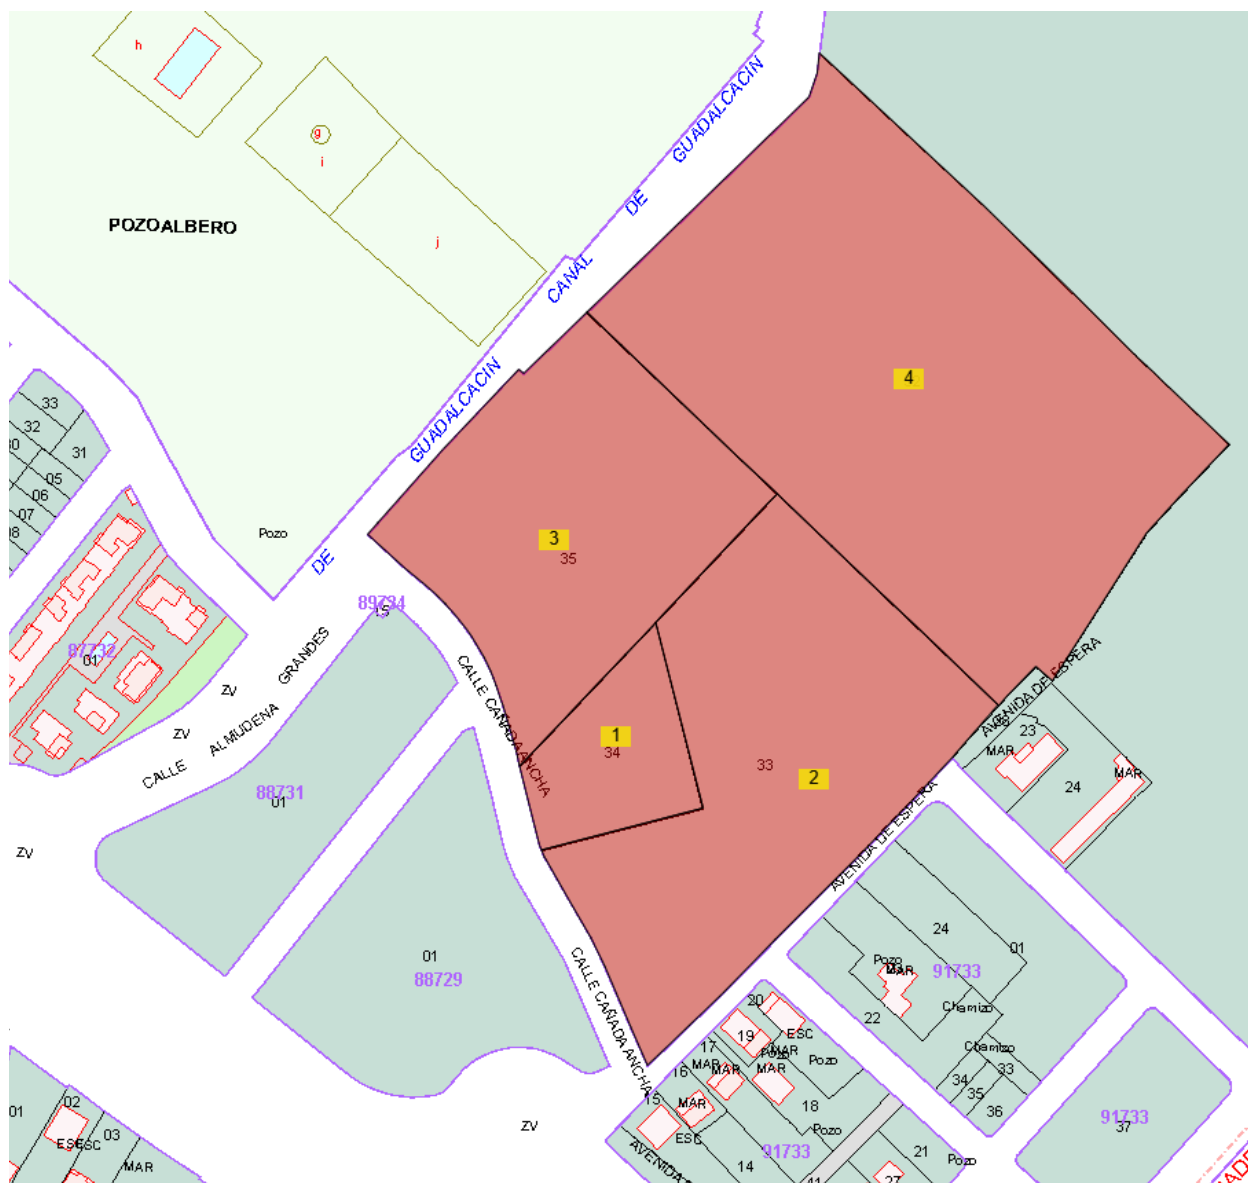 h
g
i
j
POZOALBERO
GUADALCACIN
DE
CANAL
GUADALCACIN
DE
4
3
35
33
32
31
05
06
07
Pozo
89734
15
87732
01
ZV
ZV
CALLE ALMUDENA GRANDES
CALLE CAÑADA ANCHA
1
34
33
2
88731
01
AVENIDA DE ESPERA
23
MAR
24
MAR
AVENIDA DE ESPERA
ZV
01
88729
24
01
Pozo
MAR
91733
22
Chamizo
Chamizo
34
33
35
36
CALLE CAÑADA ANCHA
20
19
ESC
17
Pozo
MAR
Pozo
MAR
MAR
MAR
16
MAR
15
ESC
18
Pozo
91733
14
21
Pozo
27
41
91733
37
ZV
01
02
ESC
03
MAR
AVENIDA